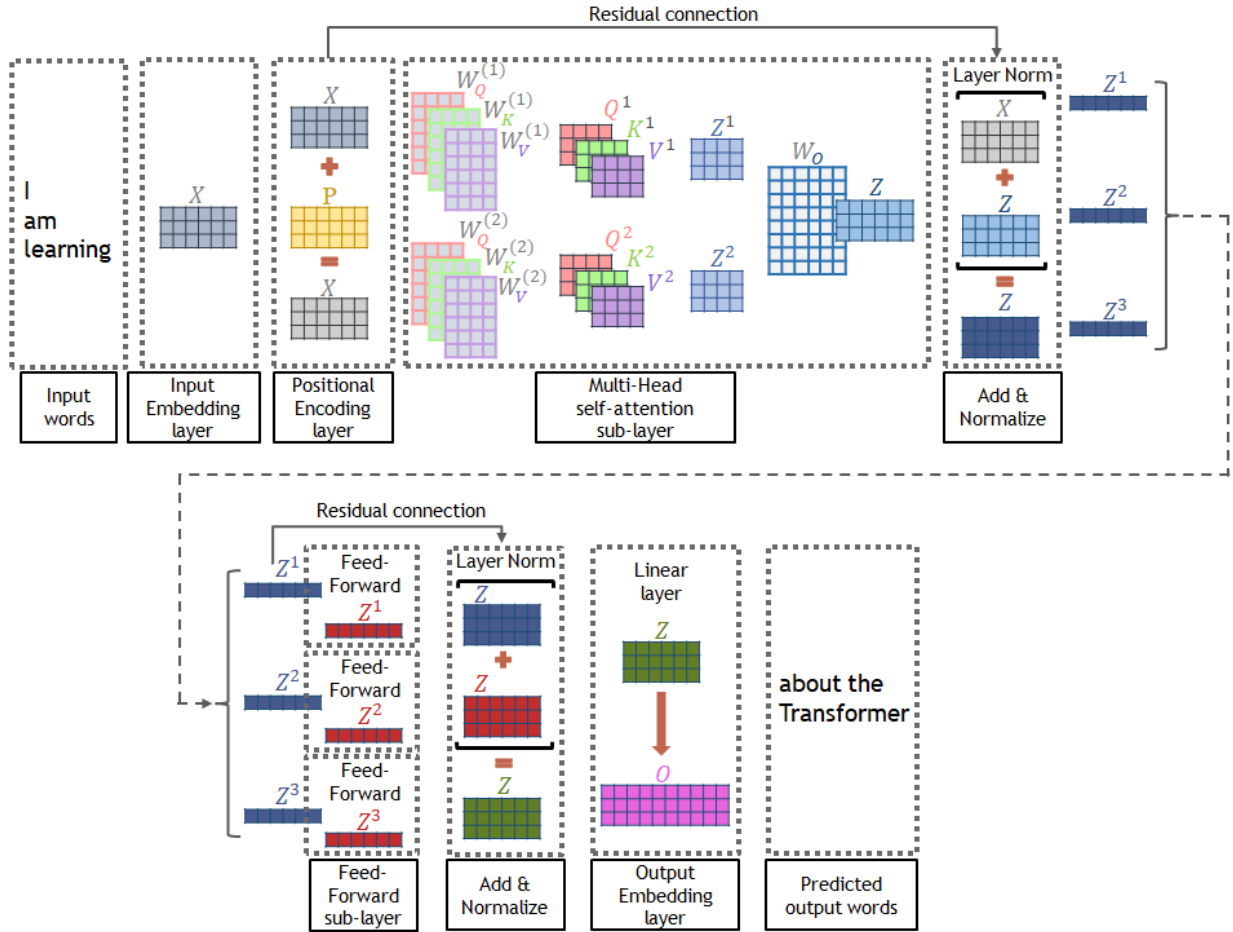 Residual connection
I
am
learning
Input
words
X
Input
Embedding
layer
X
+
P
=
X
Positional
Encoding
layer
W_Q^(1)
W_K^(1)
W_V^(1)
Q^1
K^1
V^1
Z^1
W_Q^(2)
W_K^(2)
W_V^(2)
Q^2
K^2
V^2
Z^2
W_O
Z
Multi-Head
self-attention
sub-layer
Layer Norm
X
+
Z
=
Z
Add &
Normalize
Z^1
Z^2
Z^3
Residual connection
Z^1
Z^2
Z^3
Feed-
Forward
Z^1
Feed-
Forward
Z^2
Feed-
Forward
Z^3
Feed-
Forward
sub-layer
Layer Norm
Z
+
Z
=
Z
Add &
Normalize
Linear
layer
Z
O
Output
Embedding
layer
about the
Transformer
Predicted
output words